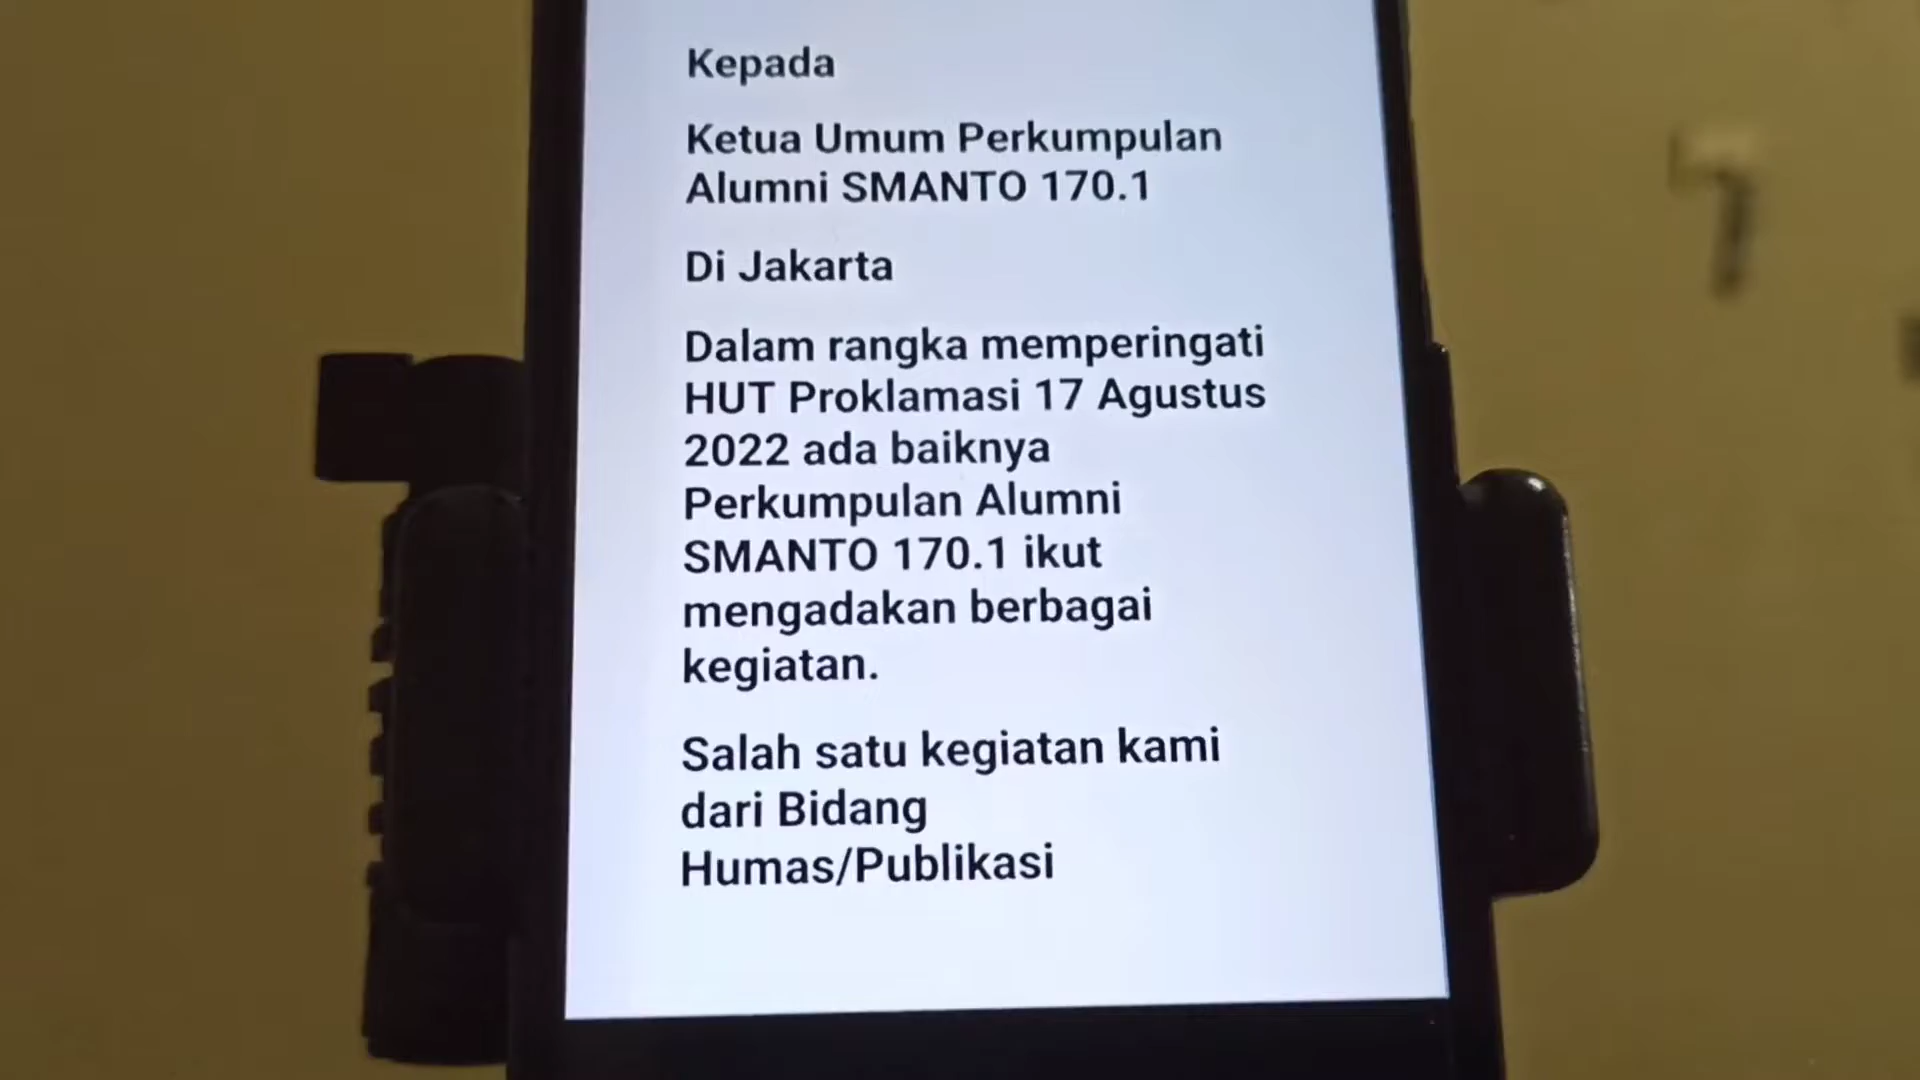 Kepada
Ketua Umum Perkumpulan
Alumni SMANTO 170.1
Di Jakarta
Dalam rangka memperingati
HUT Proklamasi 17 Agustus
2022 ada baiknya
Perkumpulan Alumni
SMANTO 170.1 ikut
mengadakan berbagai
kegiatan.
Salah satu kegiatan kami
dari Bidang
Humas/Publikasi